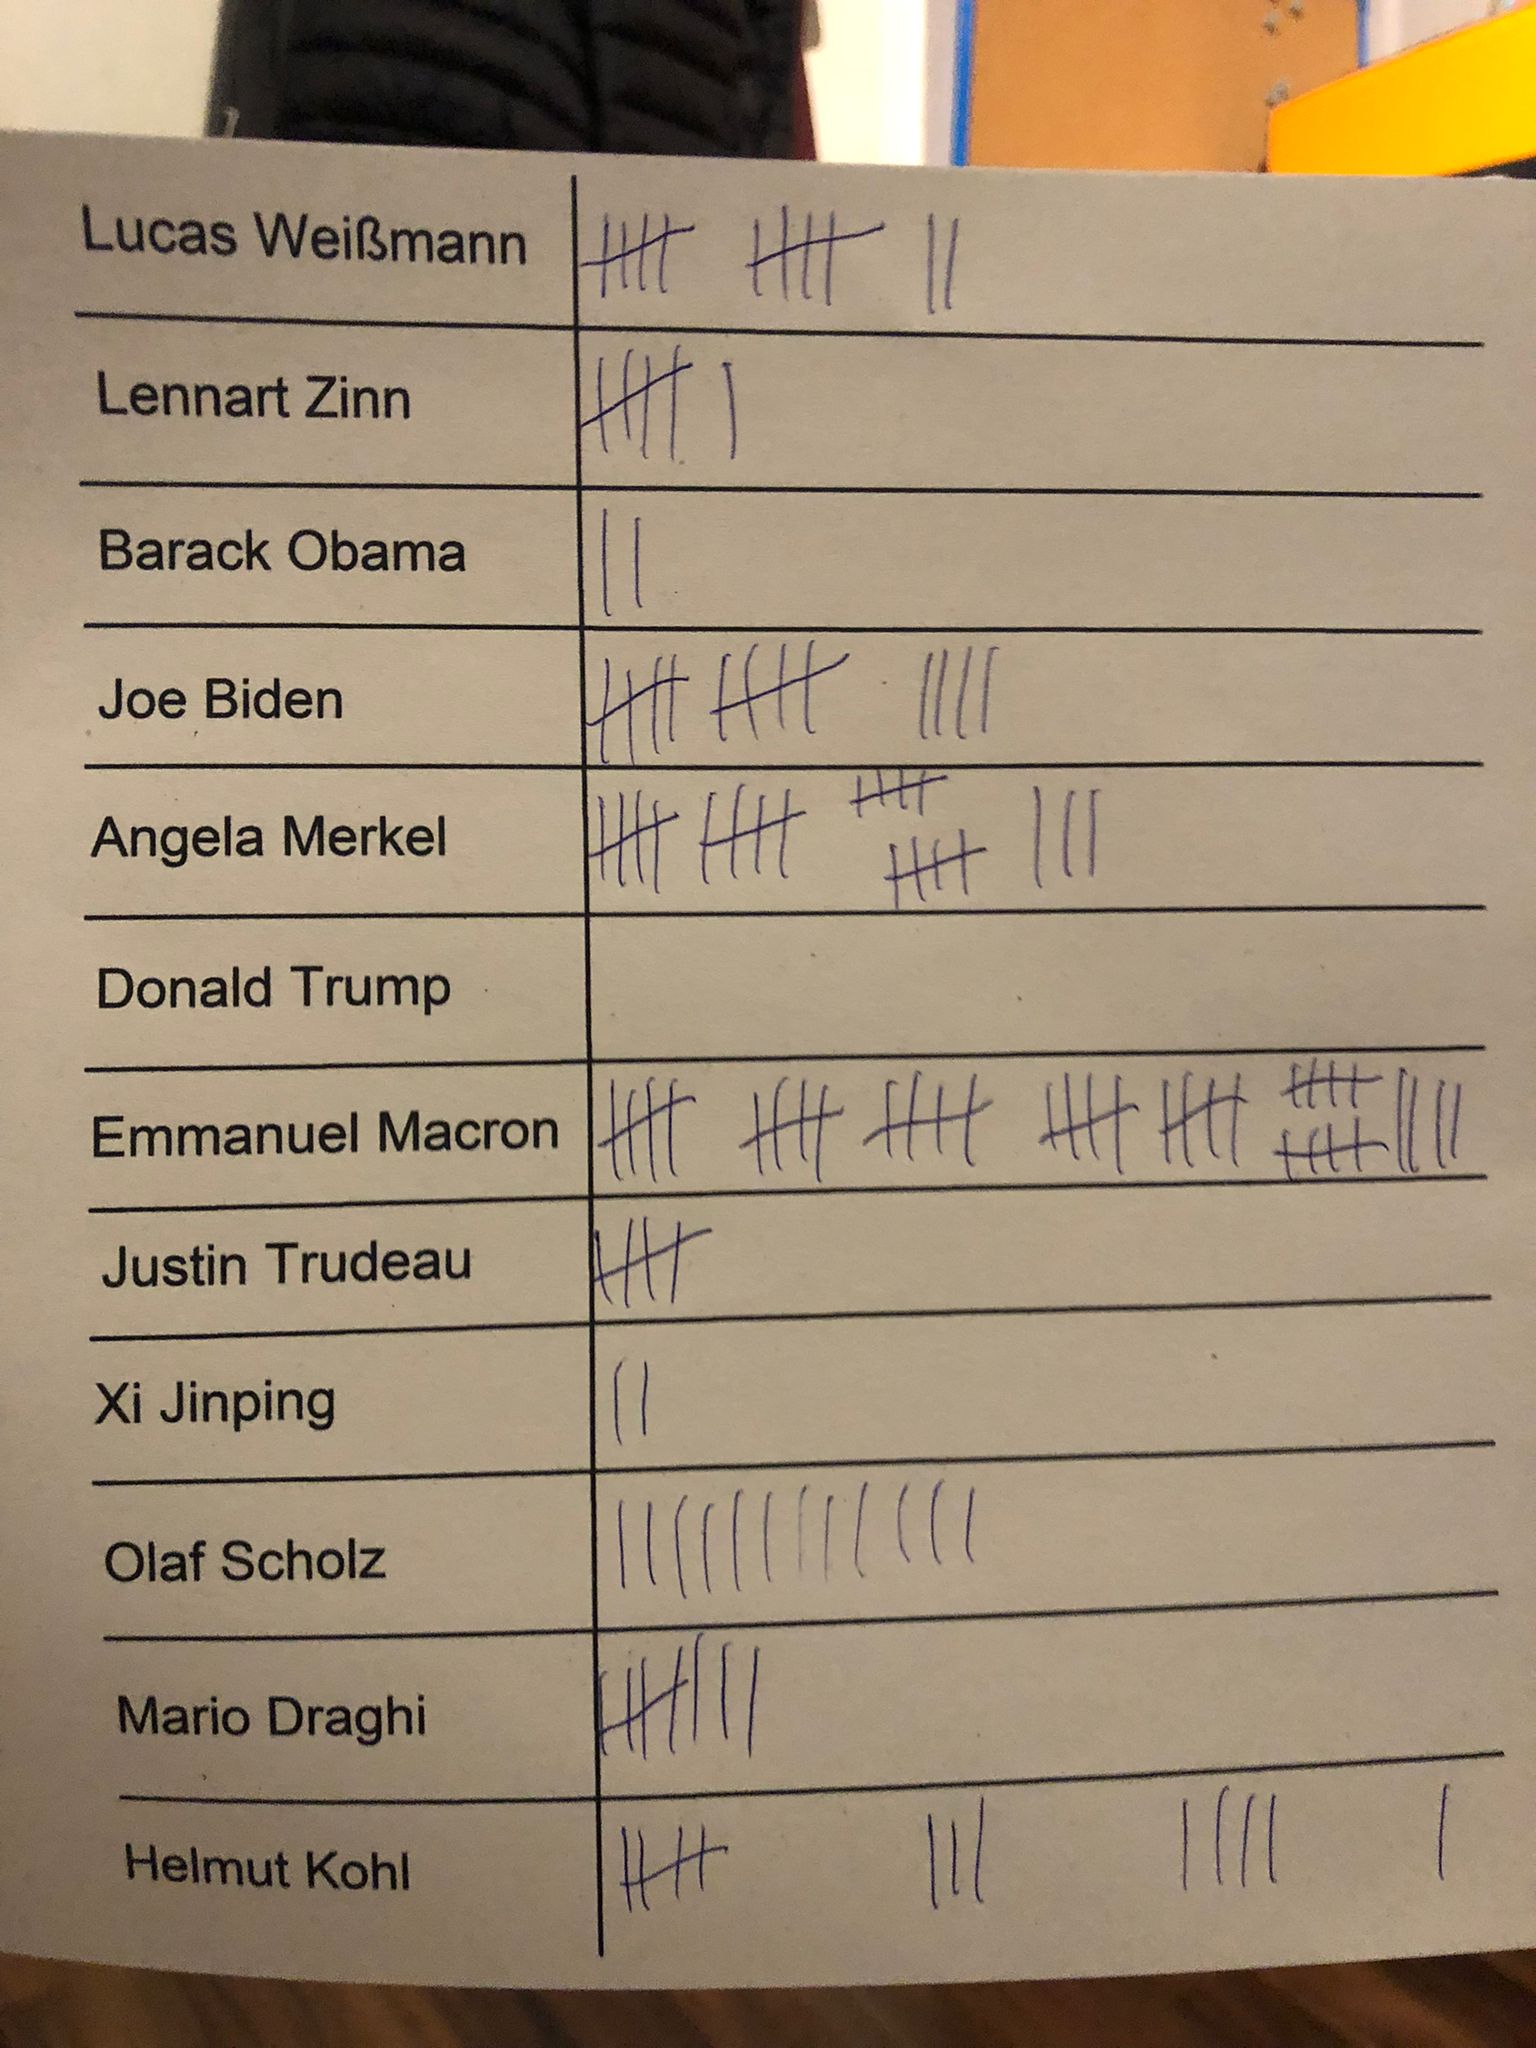 Lucas Weißmann 𝍸 𝍸 ||
Lennart Zinn 𝍸 |
Barack Obama ||
Joe Biden 𝍸 𝍸 ||||
Angela Merkel 𝍸 𝍸 𝍸 𝍸 |||
Donald Trump
Emmanuel Macron 𝍸 𝍸 𝍸 𝍸 𝍸 𝍸 𝍸 ||||
Justin Trudeau 𝍸
Xi Jinping ||
Olaf Scholz ||||||||||||
Mario Draghi 𝍸 |||
Helmut Kohl 𝍸 ||| |||| |